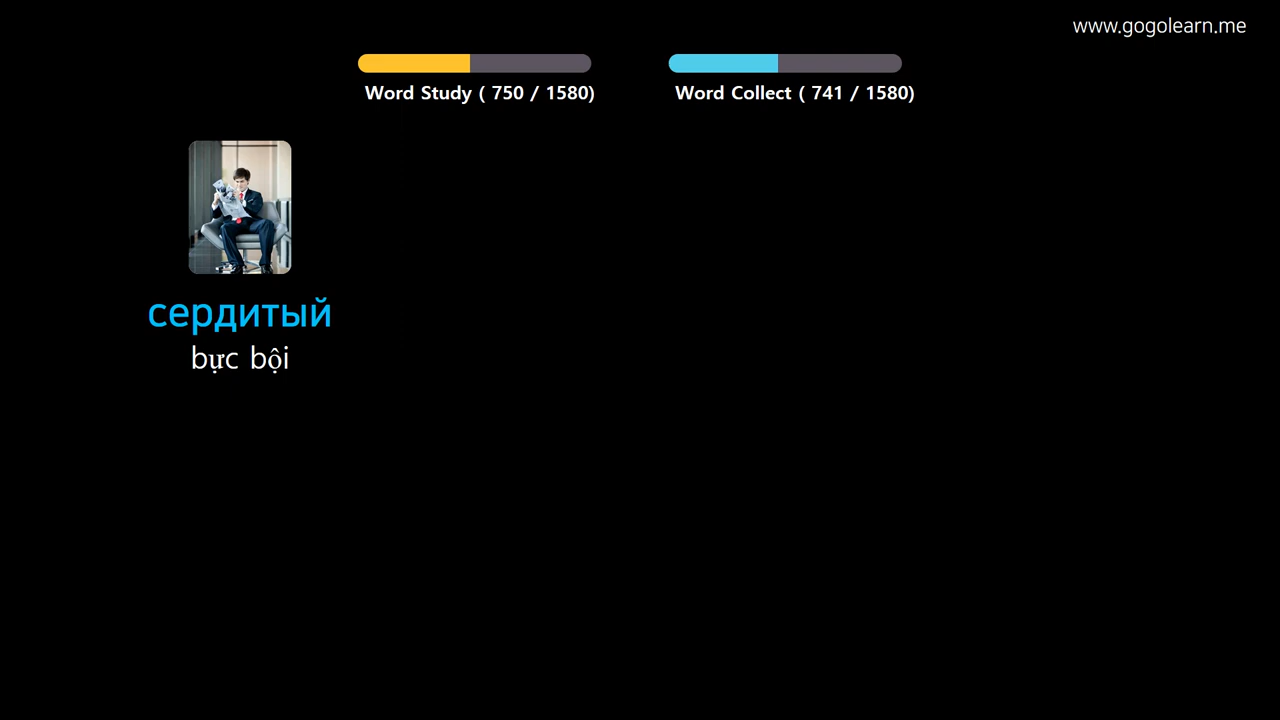 www.gogolearn.me
Word Study ( 750 / 1580)
Word Collect ( 741 / 1580)
сердитый
bực bội